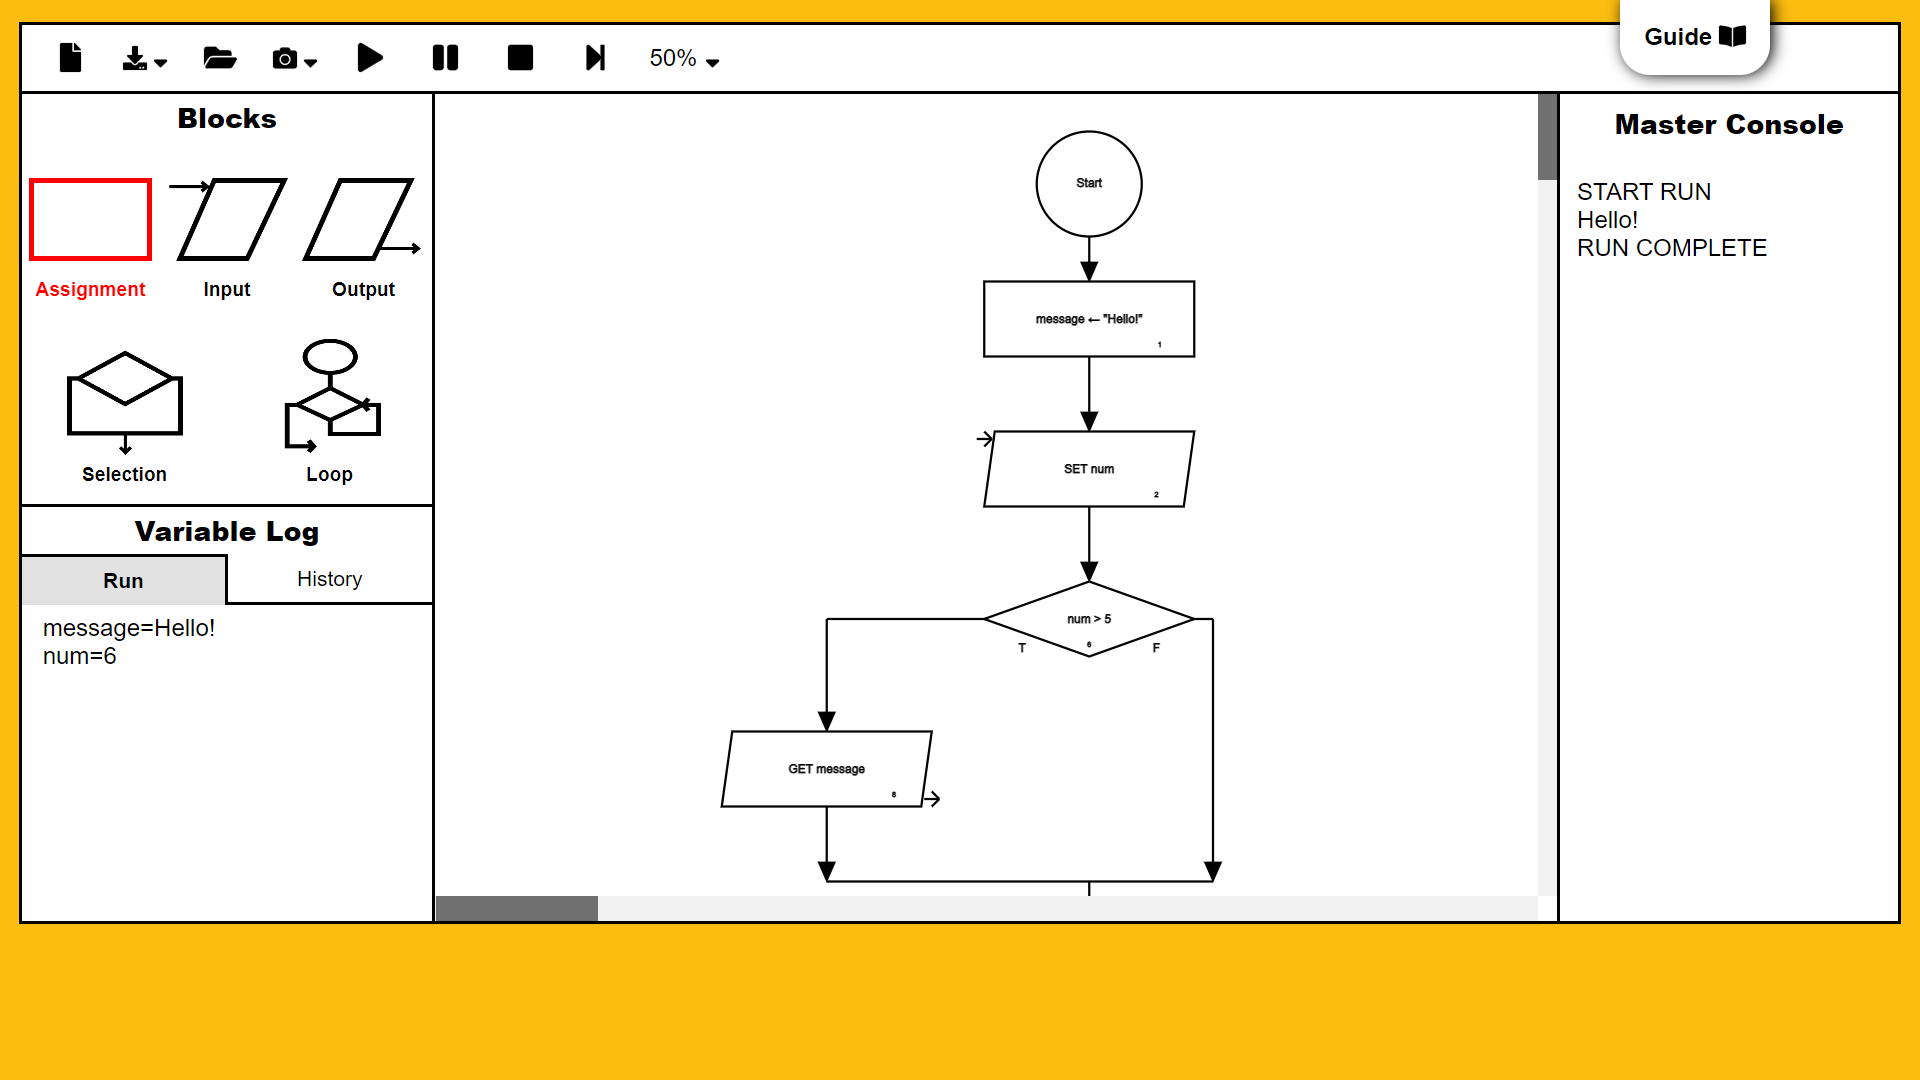 50%
Guide
Blocks
Assignment
Input
Output
Selection
Loop
Variable Log
Run
History
message=Hello!
num=6
Start
message ← "Hello!"
1
SET num
2
num > 5
6
T
F
GET message
8
Master Console
START RUN
Hello!
RUN COMPLETE